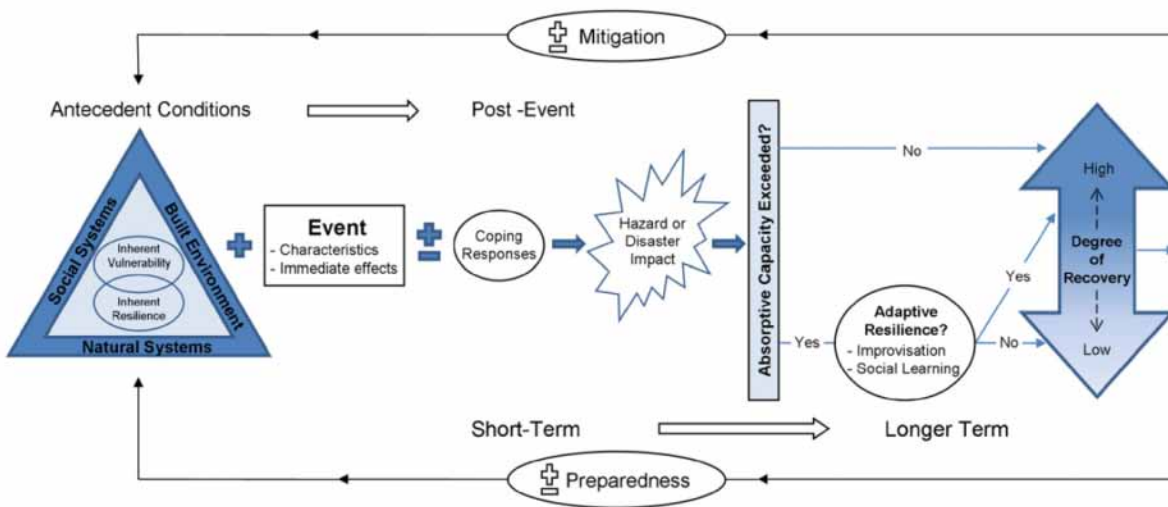 ± Mitigation
Antecedent Conditions
Post -Event
Social Systems
Built Environment
Natural Systems
Inherent
Vulnerability
Inherent
Resilience
+
Event
- Characteristics
- Immediate effects
±
Coping
Responses
Hazard or
Disaster
Impact
Absorptive Capacity Exceeded?
No
Yes
Adaptive
Resilience?
- Improvisation
- Social Learning
Yes
No
High
Degree
of
Recovery
Low
Short-Term
Longer Term
± Preparedness